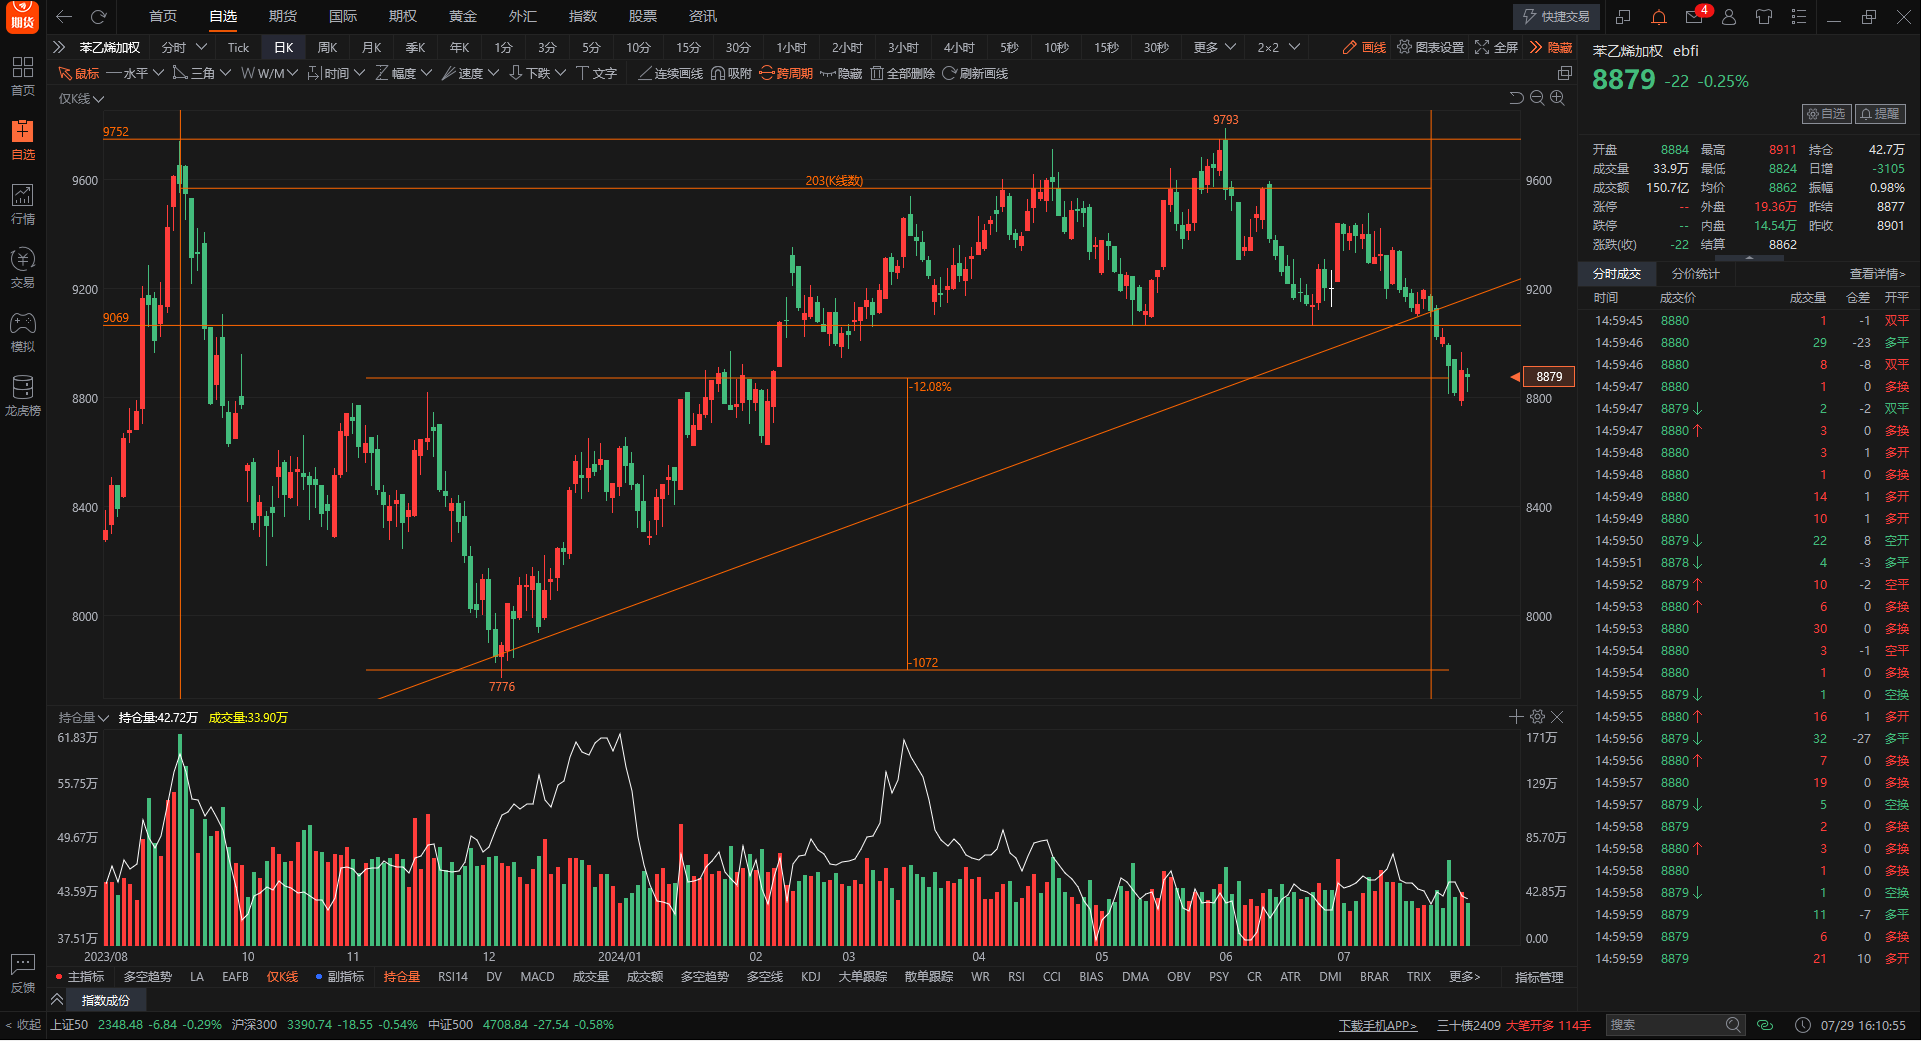 期货 首页 自选 期货 国际 期权 黄金 外汇 指数 股票 资讯 快捷交易 4
苯乙烯加权 分时 Tick 日K 周K 月K 季K 年K 1分 3分 5分 10分 15分 30分 1小时 2小时 3小时 4小时 5秒 10秒 15秒 30秒 更多 2×2 画线 图表设置 全屏 隐藏
鼠标 水平 三角 W/M 时间 幅度 速度 下跌 文字 连续画线 吸附 跨周期 隐藏 全部删除 刷新画线
仅K线
首页
自选
行情
交易
模拟
龙虎榜
反馈
9752
9793
9600
203(K线数)
9600
9200
9200
9069
-12.08%
8879
8800
8800
8400
8400
8000
8000
-1072
7776
持仓量 持仓量:42.72万 成交量:33.90万
61.83万 171万
55.75万 129万
49.67万 85.70万
43.59万 42.85万
37.51万 0.00
2023/08 10 11 12 2024/01 02 03 04 05 06 07
主指标 多空趋势 LA EAFB 仅K线 副指标 持仓量 RSI14 DV MACD 成交量 成交额 多空趋势 多空线 KDJ 大单跟踪 散单跟踪 WR RSI CCI BIAS DMA OBV PSY CR ATR DMI BRAR TRIX 更多> 指标管理
指数成份
苯乙烯加权 ebfi
8879 -22 -0.25%
自选 提醒
开盘 8884 最高 8911 持仓 42.7万
成交量 33.9万 最低 8824 日增 -3105
成交额 150.7亿 均价 8862 振幅 0.98%
涨停 -- 外盘 19.36万 昨结 8877
跌停 -- 内盘 14.54万 昨收 8901
涨跌(收) -22 结算 8862
分时成交 分价统计 查看详情>
时间 成交价 成交量 仓差 开平
14:59:45 8880 1 -1 双平
14:59:46 8880 29 -23 多平
14:59:46 8880 8 -8 双平
14:59:47 8880 1 0 多换
14:59:47 8879↓ 2 -2 双平
14:59:47 8880↑ 3 0 多换
14:59:48 8880 3 1 多开
14:59:48 8880 1 0 多换
14:59:49 8880 14 1 多开
14:59:49 8880 10 1 多开
14:59:50 8879↓ 22 8 空开
14:59:51 8878↓ 4 -3 多平
14:59:52 8879↑ 10 -2 空平
14:59:53 8880↑ 6 0 多换
14:59:53 8880 30 0 多换
14:59:54 8880 3 -1 空平
14:59:54 8880 1 0 多换
14:59:55 8879↓ 1 0 空换
14:59:55 8880↑ 16 1 多开
14:59:56 8879↓ 32 -27 多平
14:59:56 8880↑ 7 0 多换
14:59:57 8880 19 0 多换
14:59:57 8879↓ 5 0 空换
14:59:58 8879 2 0 多换
14:59:58 8880↑ 3 0 多换
14:59:58 8880 1 0 多换
14:59:58 8879↓ 1 0 空换
14:59:59 8879 11 -7 多平
14:59:59 8879 6 0 多换
14:59:59 8879 21 10 多开
< 收起 上证50 2348.48 -6.84 -0.29% 沪深300 3390.74 -18.55 -0.54% 中证500 4708.84 -27.54 -0.58% 下载手机APP> 三十债2409 大笔开多 114手 搜索 07/29 16:10:55